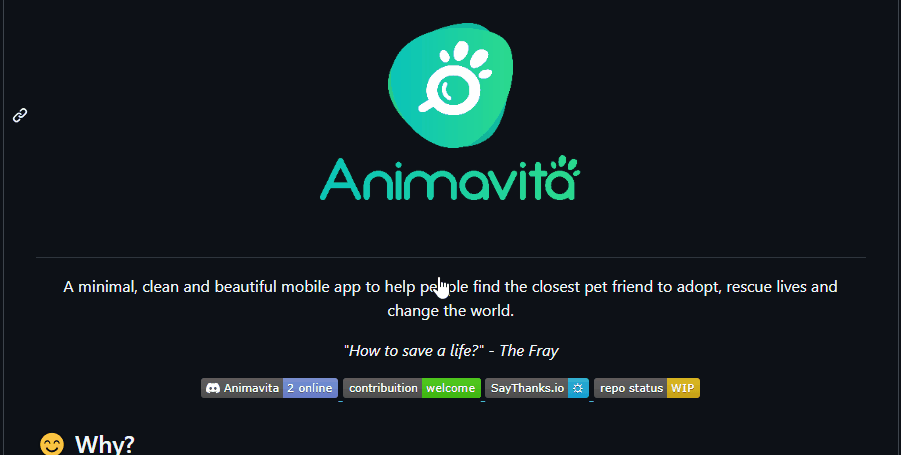 Animavita
A minimal, clean and beautiful mobile app to help people find the closest pet friend to adopt, rescue lives and
change the world.
"How to save a life?" - The Fray
Animavita 2 online contribuition welcome SayThanks.io repo status WIP
😊 Why?